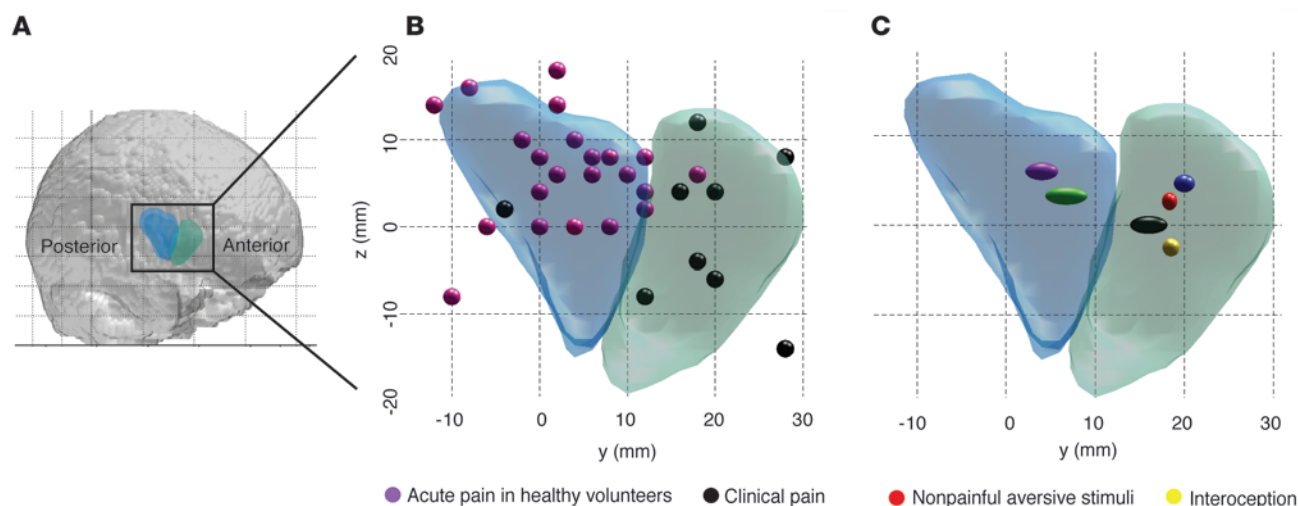 A
B
C
Posterior
Anterior
20
10
0
-10
-20
z (mm)
-10 0 10 20 30
y (mm)
-10 0 10 20 30
y (mm)
Acute pain in healthy volunteers
Clinical pain
Nonpainful aversive stimuli
Interoception